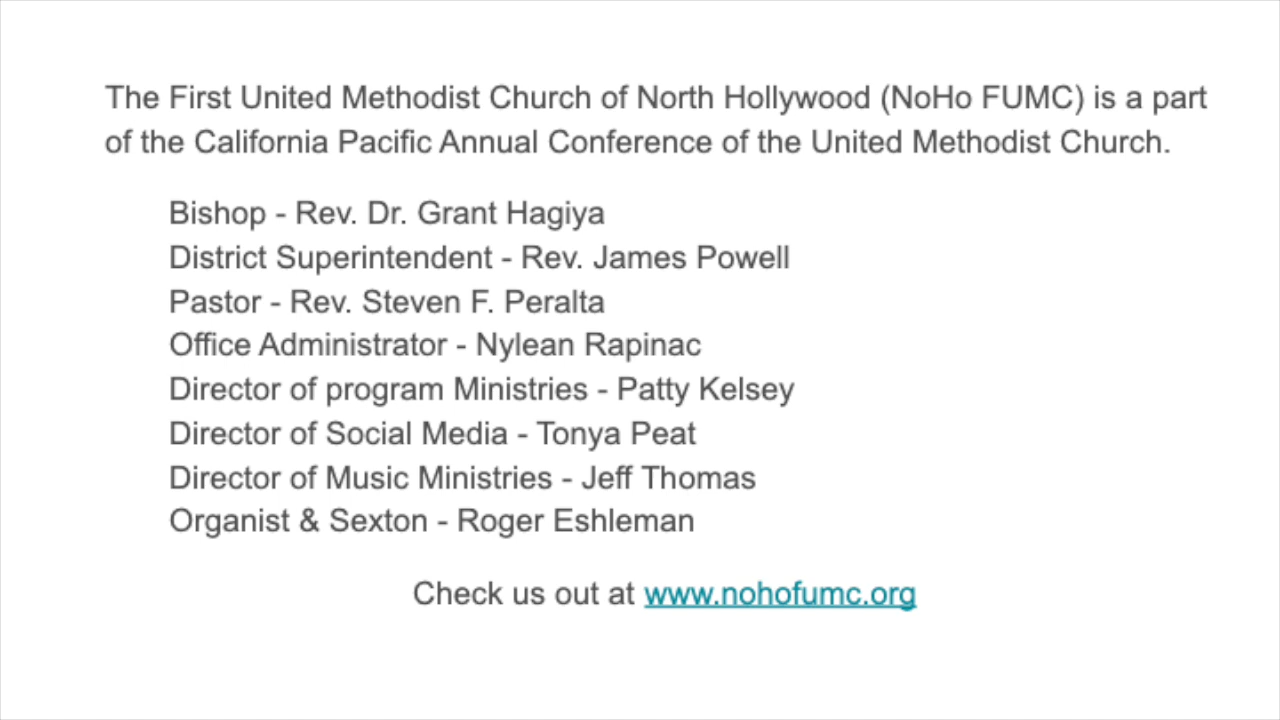 The First United Methodist Church of North Hollywood (NoHo FUMC) is a part
of the California Pacific Annual Conference of the United Methodist Church.
Bishop - Rev. Dr. Grant Hagiya
District Superintendent - Rev. James Powell
Pastor - Rev. Steven F. Peralta
Office Administrator - Nylean Rapinac
Director of program Ministries - Patty Kelsey
Director of Social Media - Tonya Peat
Director of Music Ministries - Jeff Thomas
Organist & Sexton - Roger Eshleman
Check us out at www.nohofumc.org